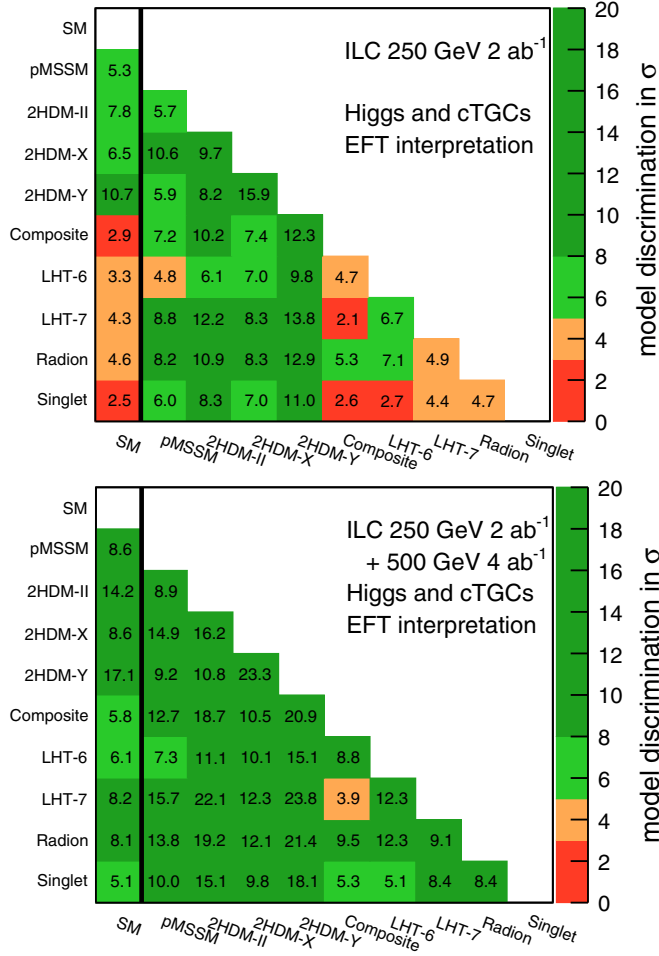 SM
pMSSM 5.3
2HDM-II 7.8 5.7
2HDM-X 6.5 10.6 9.7
2HDM-Y 10.7 5.9 8.2 15.9
Composite 2.9 7.2 10.2 7.4 12.3
LHT-6 3.3 4.8 6.1 7.0 9.8 4.7
LHT-7 4.3 8.8 12.2 8.3 13.8 2.1 6.7
Radion 4.6 8.2 10.9 8.3 12.9 5.3 7.1 4.9
Singlet 2.5 6.0 8.3 7.0 11.0 2.6 2.7 4.4 4.7
SM pMSSM 2HDM-II 2HDM-X 2HDM-Y Composite LHT-6 LHT-7 Radion Singlet
ILC 250 GeV 2 ab⁻¹
Higgs and cTGCs
EFT interpretation
20
18
16
14
12
10
8
6
4
2
0
model discrimination in σ
SM
pMSSM 8.6
2HDM-II 14.2 8.9
2HDM-X 8.6 14.9 16.2
2HDM-Y 17.1 9.2 10.8 23.3
Composite 5.8 12.7 18.7 10.5 20.9
LHT-6 6.1 7.3 11.1 10.1 15.1 8.8
LHT-7 8.2 15.7 22.1 12.3 23.8 3.9 12.3
Radion 8.1 13.8 19.2 12.1 21.4 9.5 12.3 9.1
Singlet 5.1 10.0 15.1 9.8 18.1 5.3 5.1 8.4 8.4
SM pMSSM 2HDM-II 2HDM-X 2HDM-Y Composite LHT-6 LHT-7 Radion Singlet
ILC 250 GeV 2 ab⁻¹
+ 500 GeV 4 ab⁻¹
Higgs and cTGCs
EFT interpretation
20
18
16
14
12
10
8
6
4
2
0
model discrimination in σ